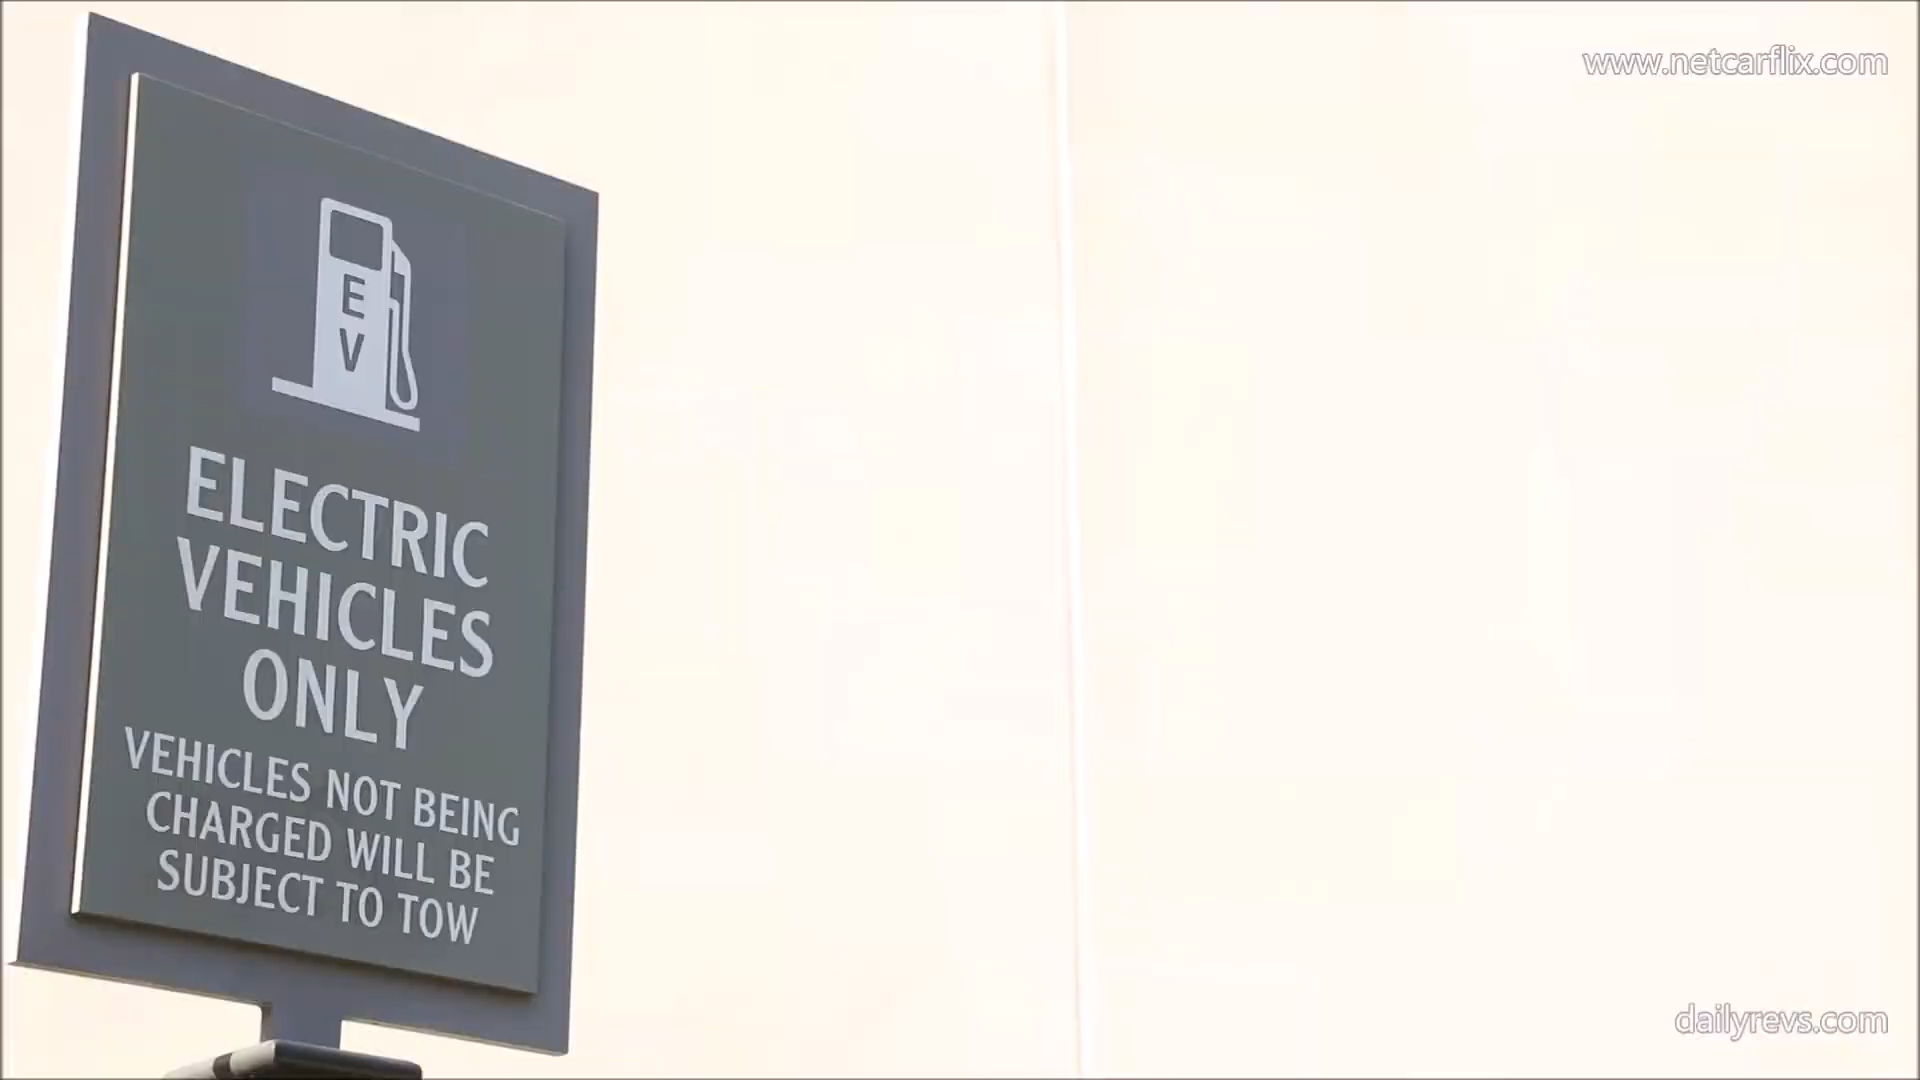 www.netcarflix.com
E
V
ELECTRIC
VEHICLES
ONLY
VEHICLES NOT BEING
CHARGED WILL BE
SUBJECT TO TOW
dailyrevs.com